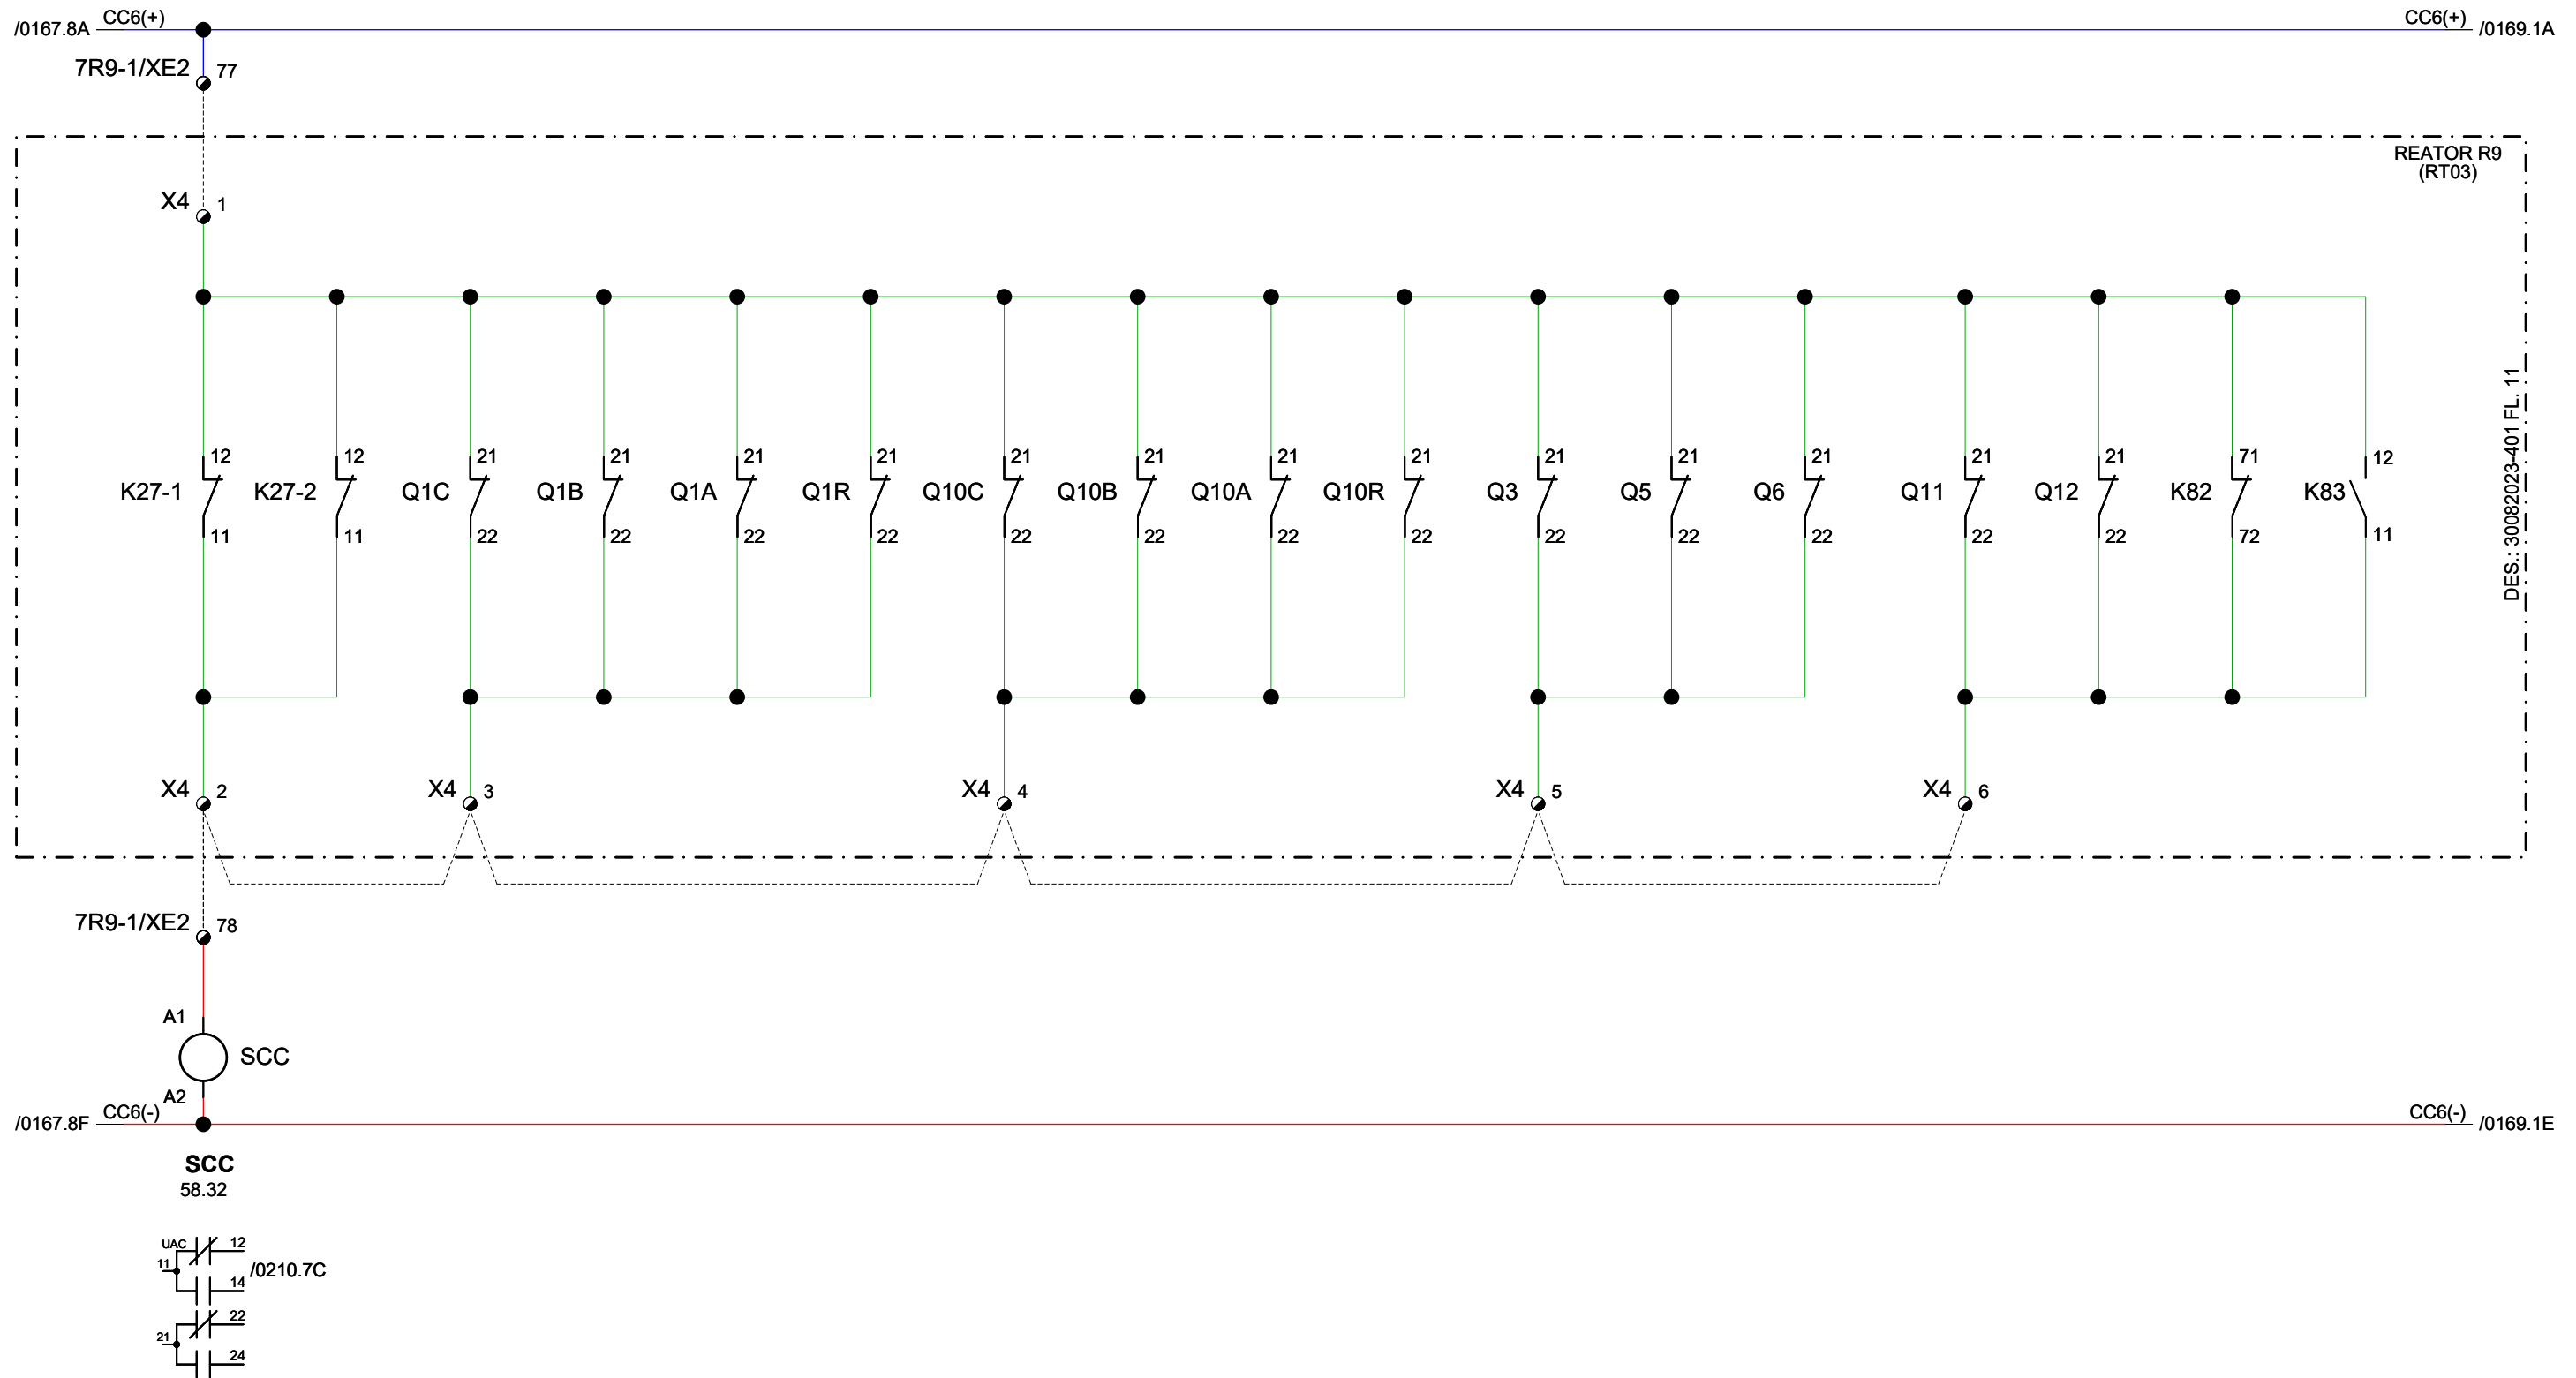 CC6(+)
/0167.8A
CC6(+)
/0169.1A
7R9-1/XE2
77
REATOR R9
(RT03)
X4
1
DES.: 30082023-401 FL. 11
12 12 21 21 21 21 21 21 21 21 21 21 21 21 21 71 12
K27-1 K27-2 Q1C Q1B Q1A Q1R Q10C Q10B Q10A Q10R Q3 Q5 Q6 Q11 Q12 K82 K83
11 11 22 22 22 22 22 22 22 22 22 22 22 22 22 72 11
X4 2 X4 3 X4 4 X4 5 X4 6
7R9-1/XE2
78
A1
SCC
A2
CC6(-)
/0167.8F
CC6(-)
/0169.1E
SCC
58.32
UAC
12
11
/0210.7C
14
22
21
24